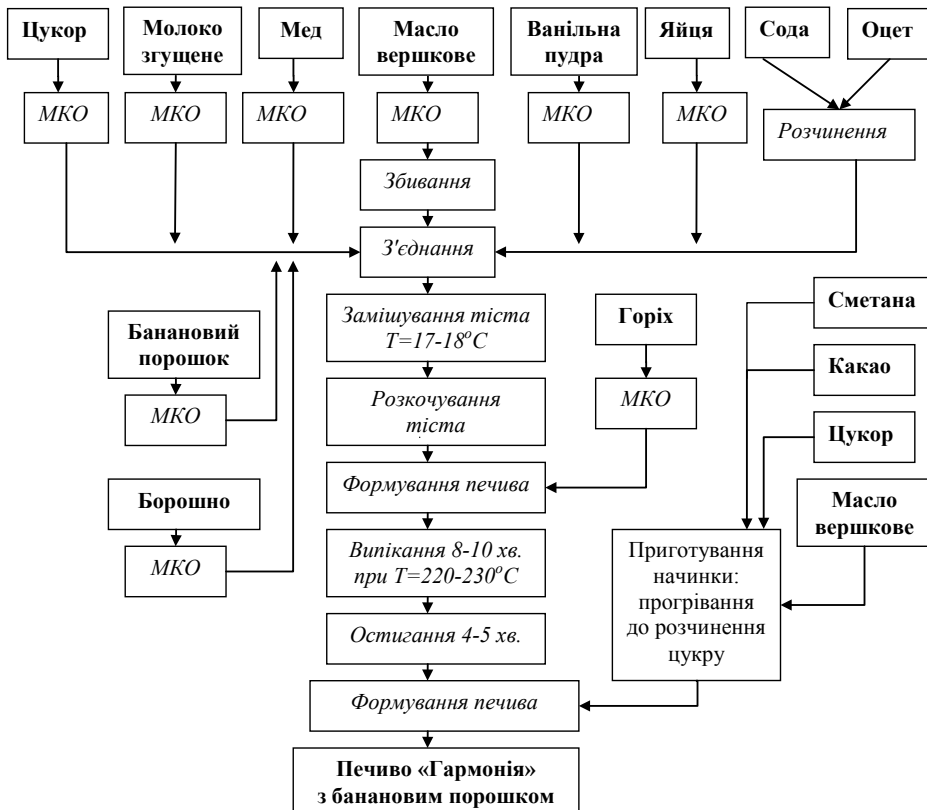 Цукор
Молоко
згущене
Мед
Масло
вершкове
Ванільна
пудра
Яйця
Сода
Оцет
МКО
МКО
МКО
МКО
МКО
МКО
Розчинення
Збивання
З'єднання
Замішування тіста
Т=17-18°С
Горіх
Сметана
Банановий
порошок
Какао
МКО
Розкочування
тіста
МКО
Цукор
Формування печива
Борошно
Масло
вершкове
МКО
Випікання 8-10 хв.
при Т=220-230°С
Приготування
начинки:
прогрівання
до розчинення
цукру
Остигання 4-5 хв.
Формування печива
Печиво «Гармонія»
з банановим порошком